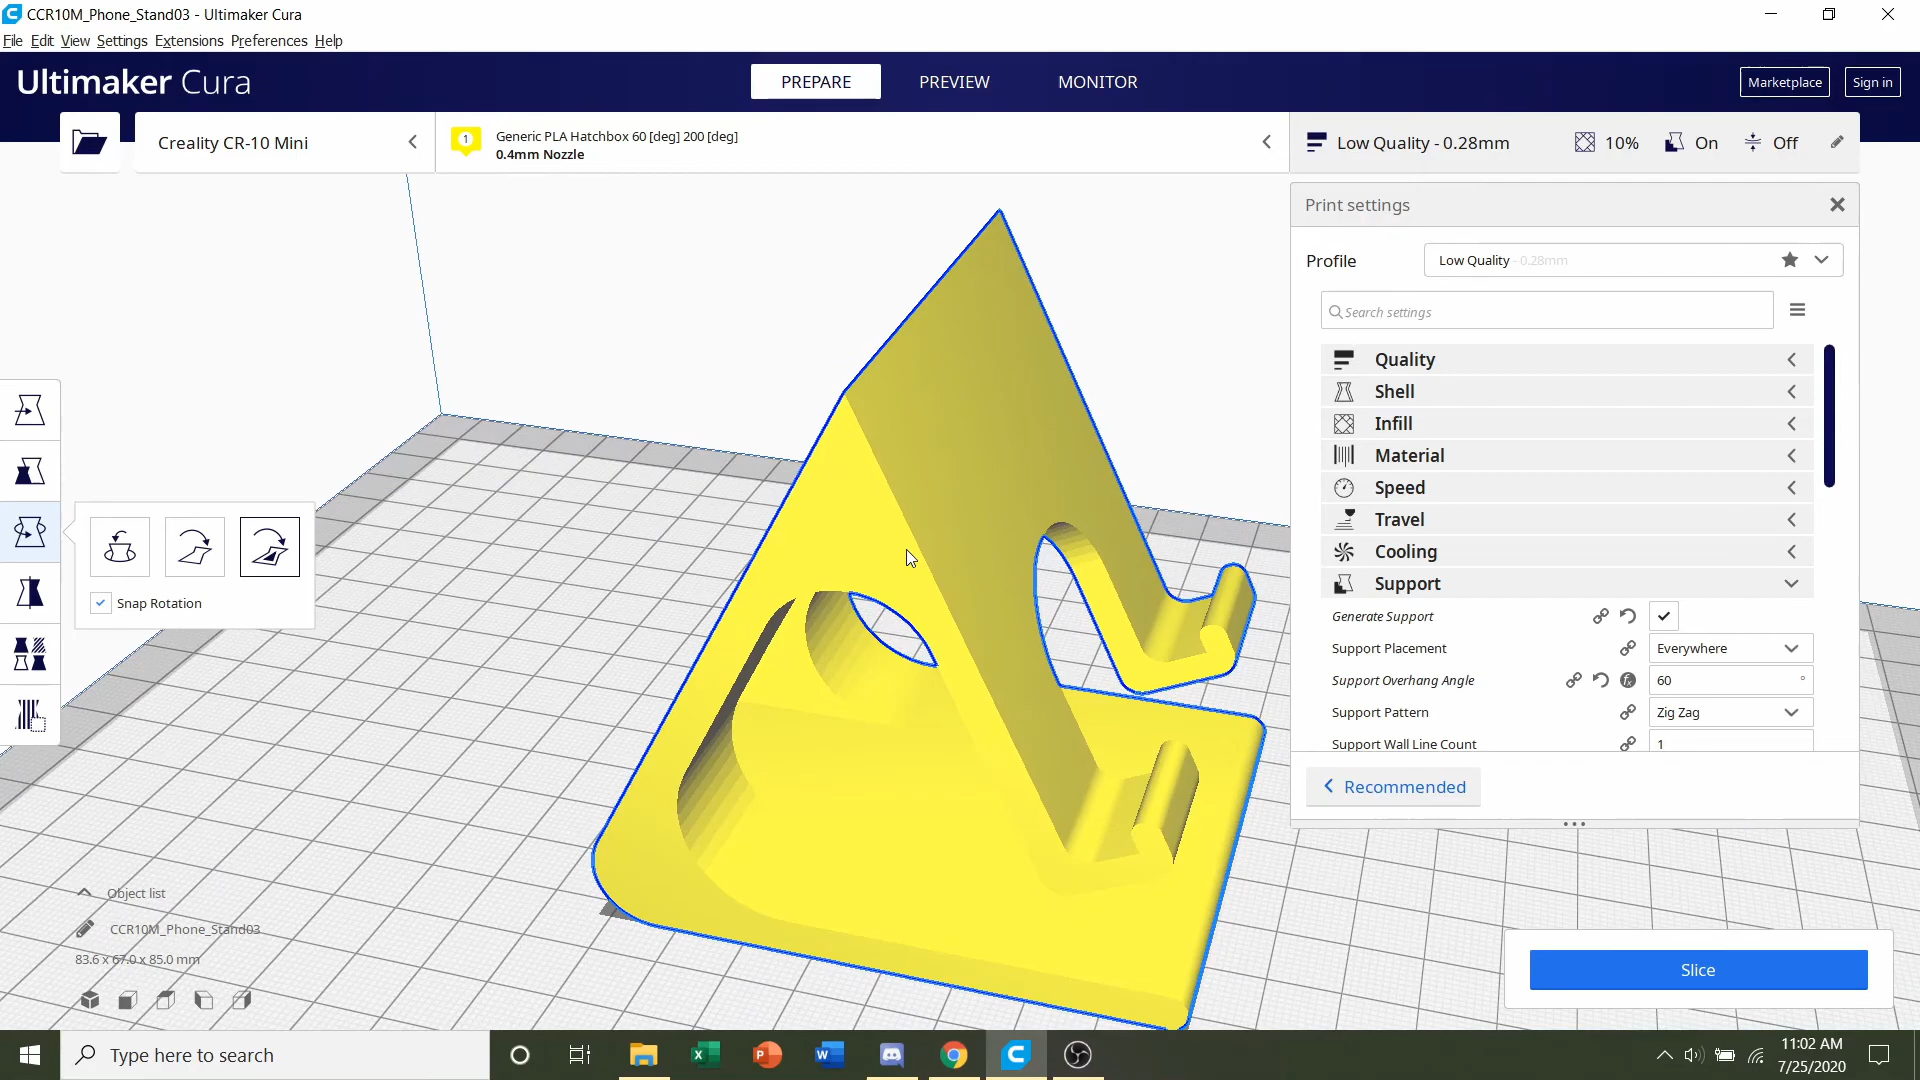 CCR10M_Phone_Stand03 - Ultimaker Cura
File Edit View Settings Extensions Preferences Help
Ultimaker Cura
PREPARE
PREVIEW
MONITOR
Marketplace
Sign in
Creality CR-10 Mini
1
Generic PLA Hatchbox 60 [deg] 200 [deg]
0.4mm Nozzle
Low Quality - 0.28mm
10%
On
Off
Print settings
Profile
Low Quality - 0.28mm
Search settings
Quality
Shell
Infill
Material
Speed
Travel
Cooling
Support
Generate Support
Support Placement
Everywhere
Support Overhang Angle
60 °
Support Pattern
Zig Zag
Support Wall Line Count
1
Recommended
Snap Rotation
Object list
CCR10M_Phone_Stand03
83.6 x 67.0 x 85.0 mm
Slice
Type here to search
11:02 AM
7/25/2020